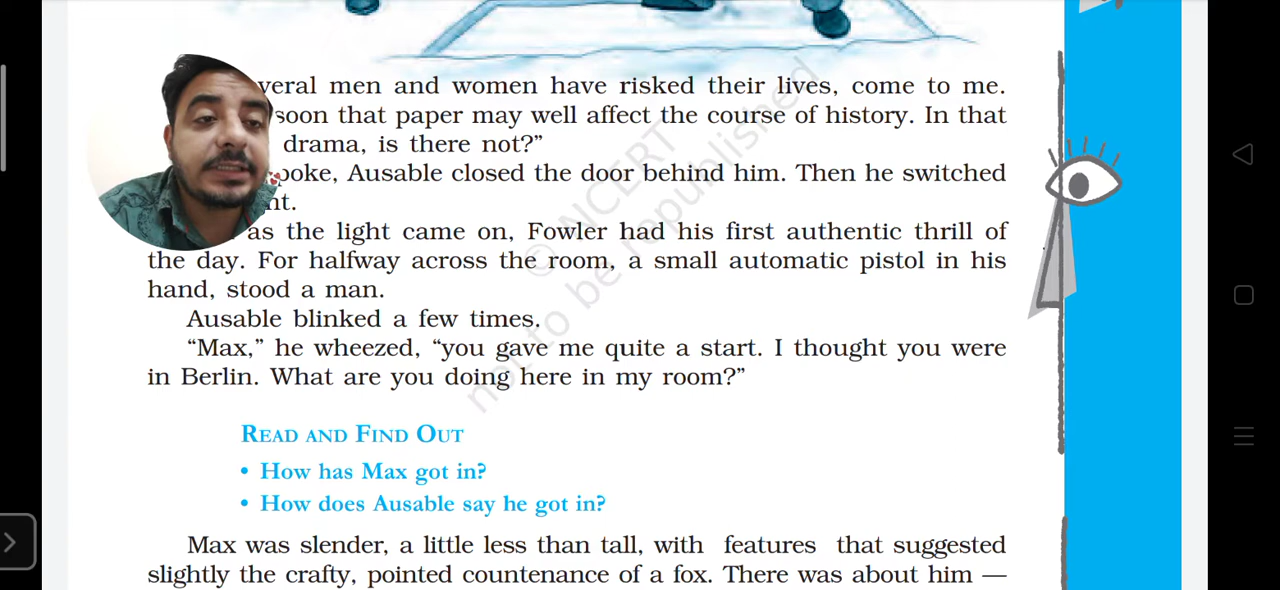 veral men and women have risked their lives, come to me.
soon that paper may well affect the course of history. In that
drama, is there not?”
poke, Ausable closed the door behind him. Then he switched
ht.
as the light came on, Fowler had his first authentic thrill of
the day. For halfway across the room, a small automatic pistol in his
hand, stood a man.
Ausable blinked a few times.
“Max,” he wheezed, “you gave me quite a start. I thought you were
in Berlin. What are you doing here in my room?”
READ AND FIND OUT
• How has Max got in?
• How does Ausable say he got in?
Max was slender, a little less than tall, with features that suggested
slightly the crafty, pointed countenance of a fox. There was about him —
© NCERT
not to be republished